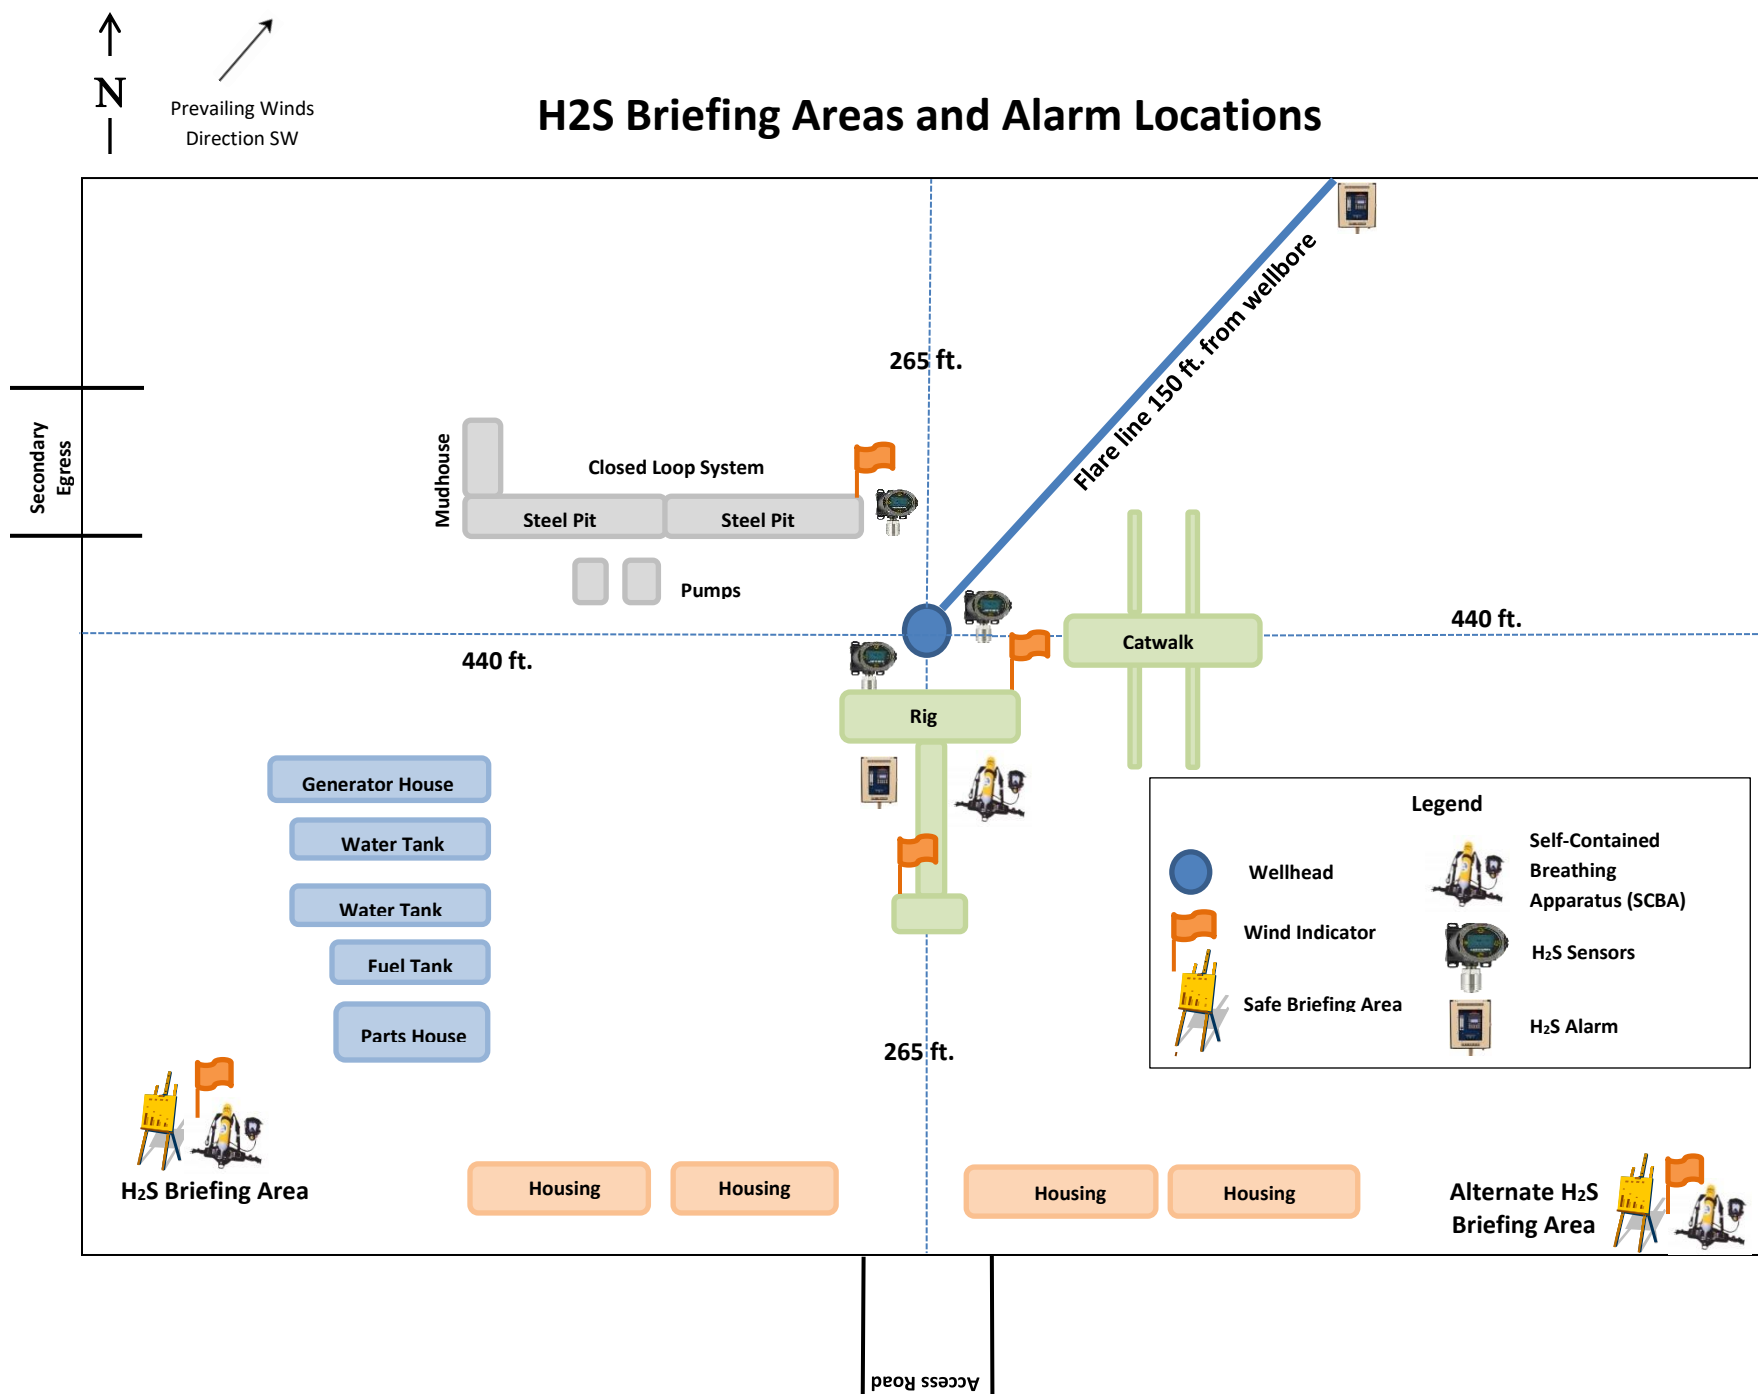 N
Prevailing Winds
Direction SW
H2S Briefing Areas and Alarm Locations
265 ft.
Flare line 150 ft. from wellbore
Secondary
Egress
Mudhouse
Closed Loop System
Steel Pit
Steel Pit
Pumps
440 ft.
440 ft.
Catwalk
Rig
Generator House
Water Tank
Water Tank
Fuel Tank
Parts House
265 ft.
Legend
Wellhead
Wind Indicator
Safe Briefing Area
Self-Contained
Breathing
Apparatus (SCBA)
H2S Sensors
H2S Alarm
H2S Briefing Area
Housing
Housing
Housing
Housing
Alternate H2S
Briefing Area
Access Road